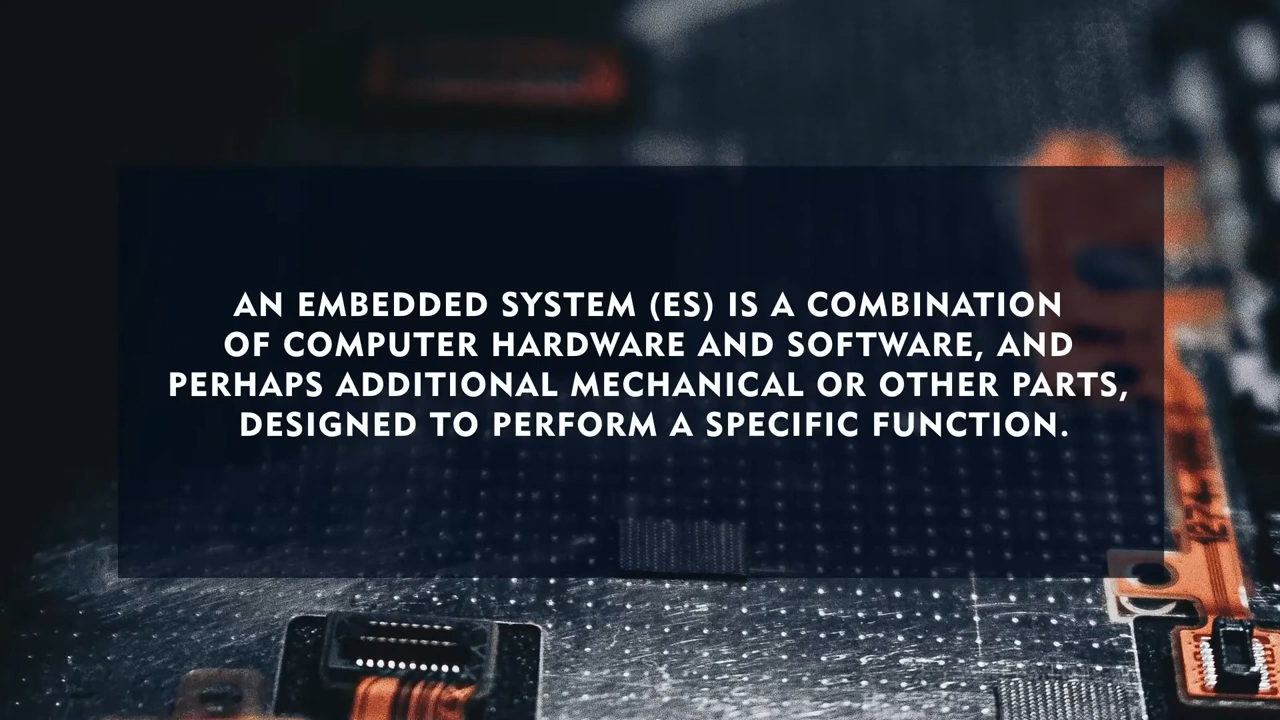 AN EMBEDDED SYSTEM (ES) IS A COMBINATION
OF COMPUTER HARDWARE AND SOFTWARE, AND
PERHAPS ADDITIONAL MECHANICAL OR OTHER PARTS,
DESIGNED TO PERFORM A SPECIFIC FUNCTION.